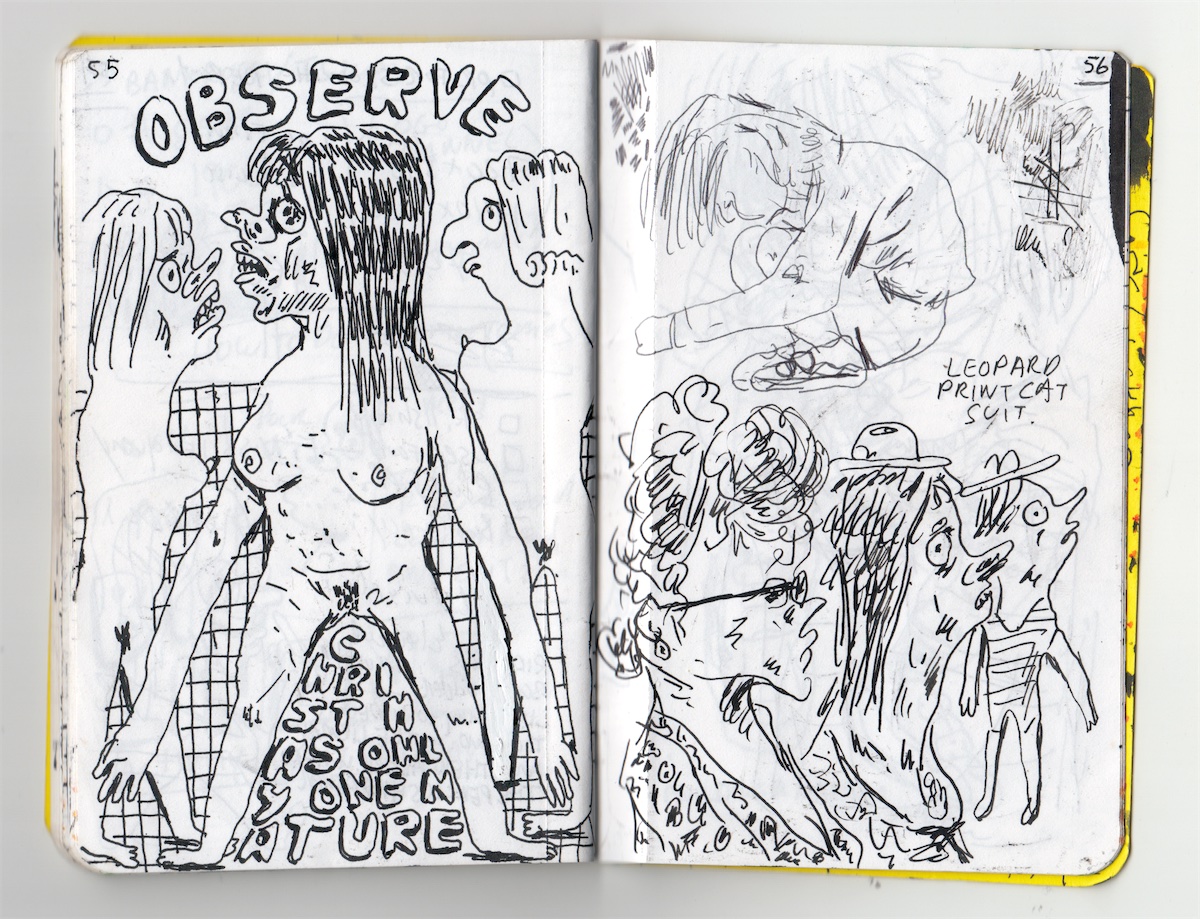 55
OBSERVE
C
HRI
ST H
AS ONL
Y ONE N
ATURE
56
LEOPARD
PRINT CAT
SUIT.